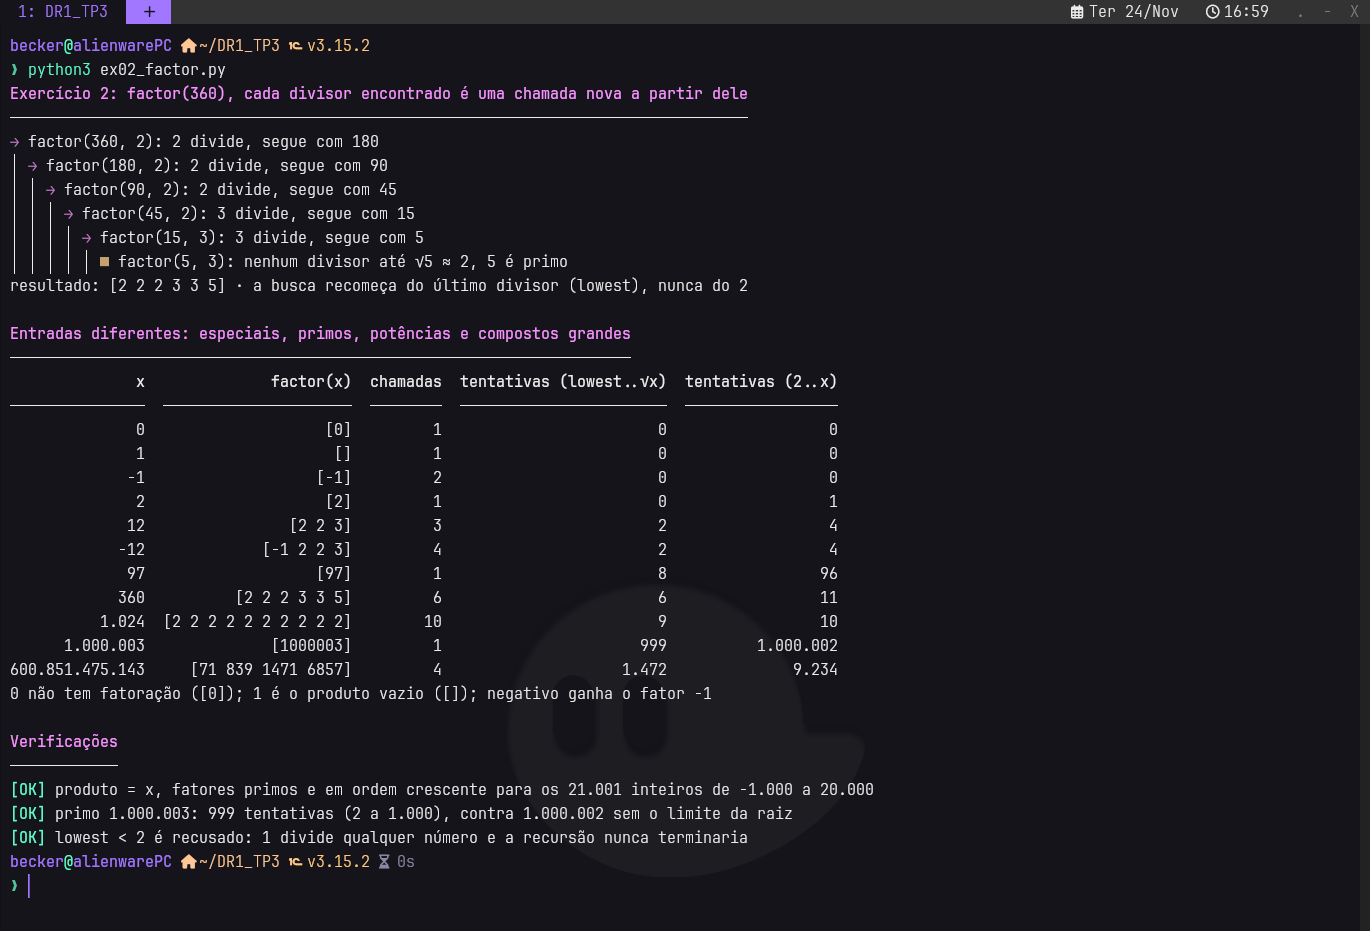 1: DR1_TP3 + Ter 24/Nov 16:59 . - X
becker@alienwarePC ~/DR1_TP3 v3.15.2
❯ python3 ex02_factor.py
Exercício 2: factor(360), cada divisor encontrado é uma chamada nova a partir dele
→ factor(360, 2): 2 divide, segue com 180
→ factor(180, 2): 2 divide, segue com 90
→ factor(90, 2): 2 divide, segue com 45
→ factor(45, 2): 3 divide, segue com 15
→ factor(15, 3): 3 divide, segue com 5
■ factor(5, 3): nenhum divisor até √5 ≈ 2, 5 é primo
resultado: [2 2 2 3 3 5] · a busca recomeça do último divisor (lowest), nunca do 2
Entradas diferentes: especiais, primos, potências e compostos grandes
x factor(x) chamadas tentativas (lowest..√x) tentativas (2..x)
0 [0] 1 0 0
1 [] 1 0 0
-1 [-1] 2 0 0
2 [2] 1 0 1
12 [2 2 3] 3 2 4
-12 [-1 2 2 3] 4 2 4
97 [97] 1 8 96
360 [2 2 2 3 3 5] 6 6 11
1.024 [2 2 2 2 2 2 2 2 2 2] 10 9 10
1.000.003 [1000003] 1 999 1.000.002
600.851.475.143 [71 839 1471 6857] 4 1.472 9.234
0 não tem fatoração ([0]); 1 é o produto vazio ([]); negativo ganha o fator -1
Verificações
[OK] produto = x, fatores primos e em ordem crescente para os 21.001 inteiros de -1.000 a 20.000
[OK] primo 1.000.003: 999 tentativas (2 a 1.000), contra 1.000.002 sem o limite da raiz
[OK] lowest < 2 é recusado: 1 divide qualquer número e a recursão nunca terminaria
becker@alienwarePC ~/DR1_TP3 v3.15.2 0s
❯